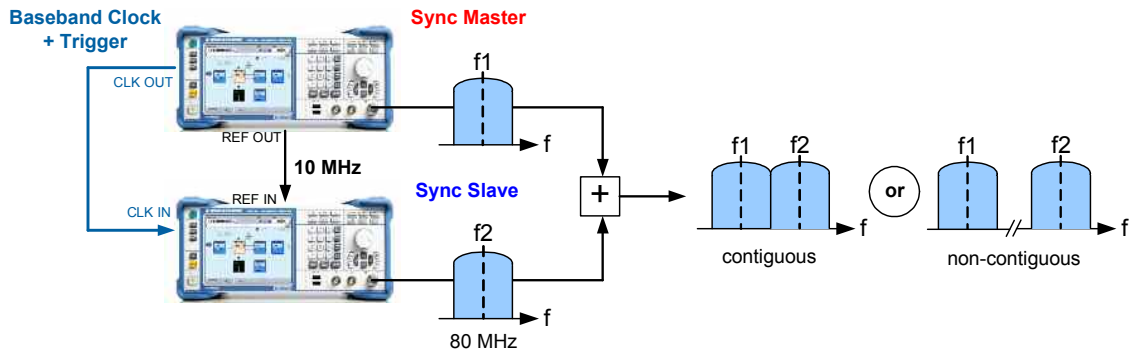 Baseband Clock
+ Trigger
Sync Master
CLK OUT
REF OUT
10 MHz
f1
f
CLK IN
REF IN
Sync Slave
f2
f
80 MHz
+
f1
f2
f
contiguous
or
f1
f2
f
non-contiguous